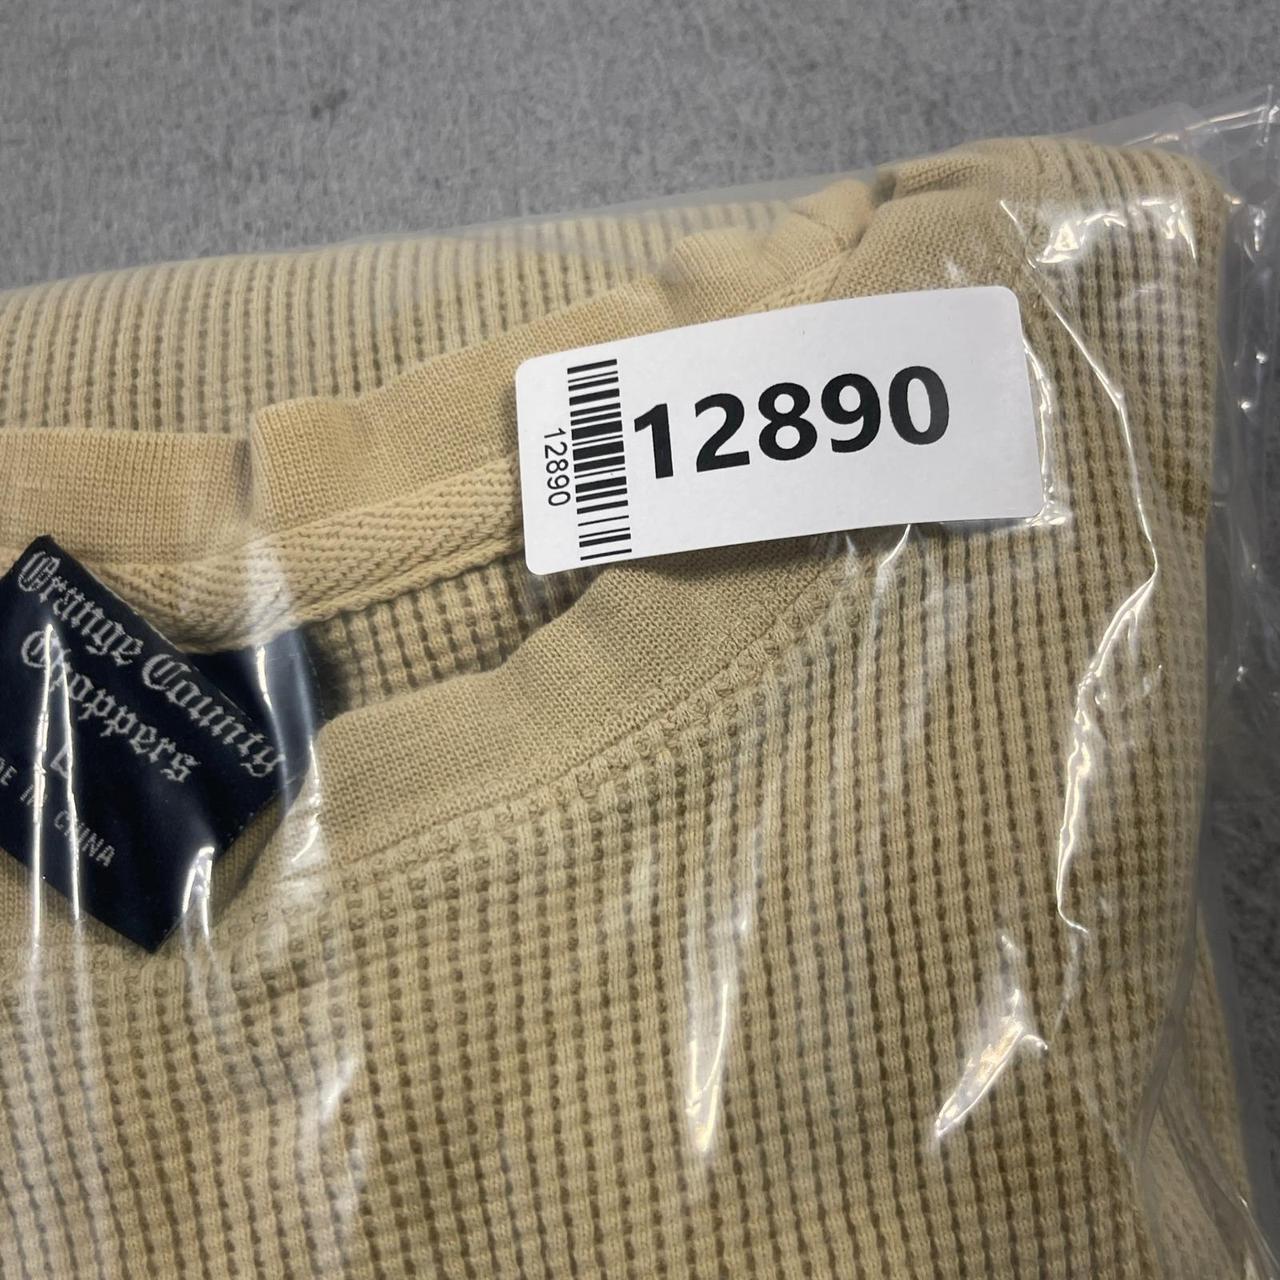 12890
12890
Orange County
Choppers
L
DE IN CHINA